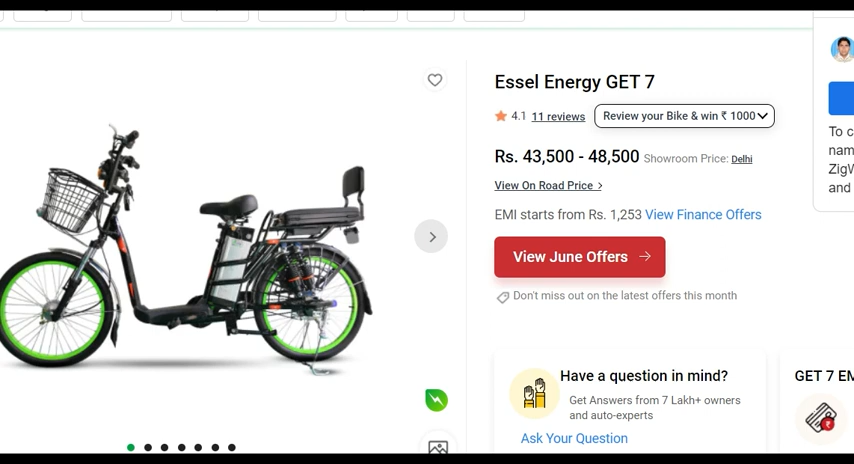 Essel Energy GET 7
4.1 11 reviews Review your Bike & win ₹ 1000
Rs. 43,500 - 48,500 Showroom Price: Delhi
View On Road Price >
EMI starts from Rs. 1,253 View Finance Offers
View June Offers →
Don't miss out on the latest offers this month
Have a question in mind?
Get Answers from 7 Lakh+ owners
and auto-experts
Ask Your Question
GET 7 EM
₹
To c
nam
ZigW
and